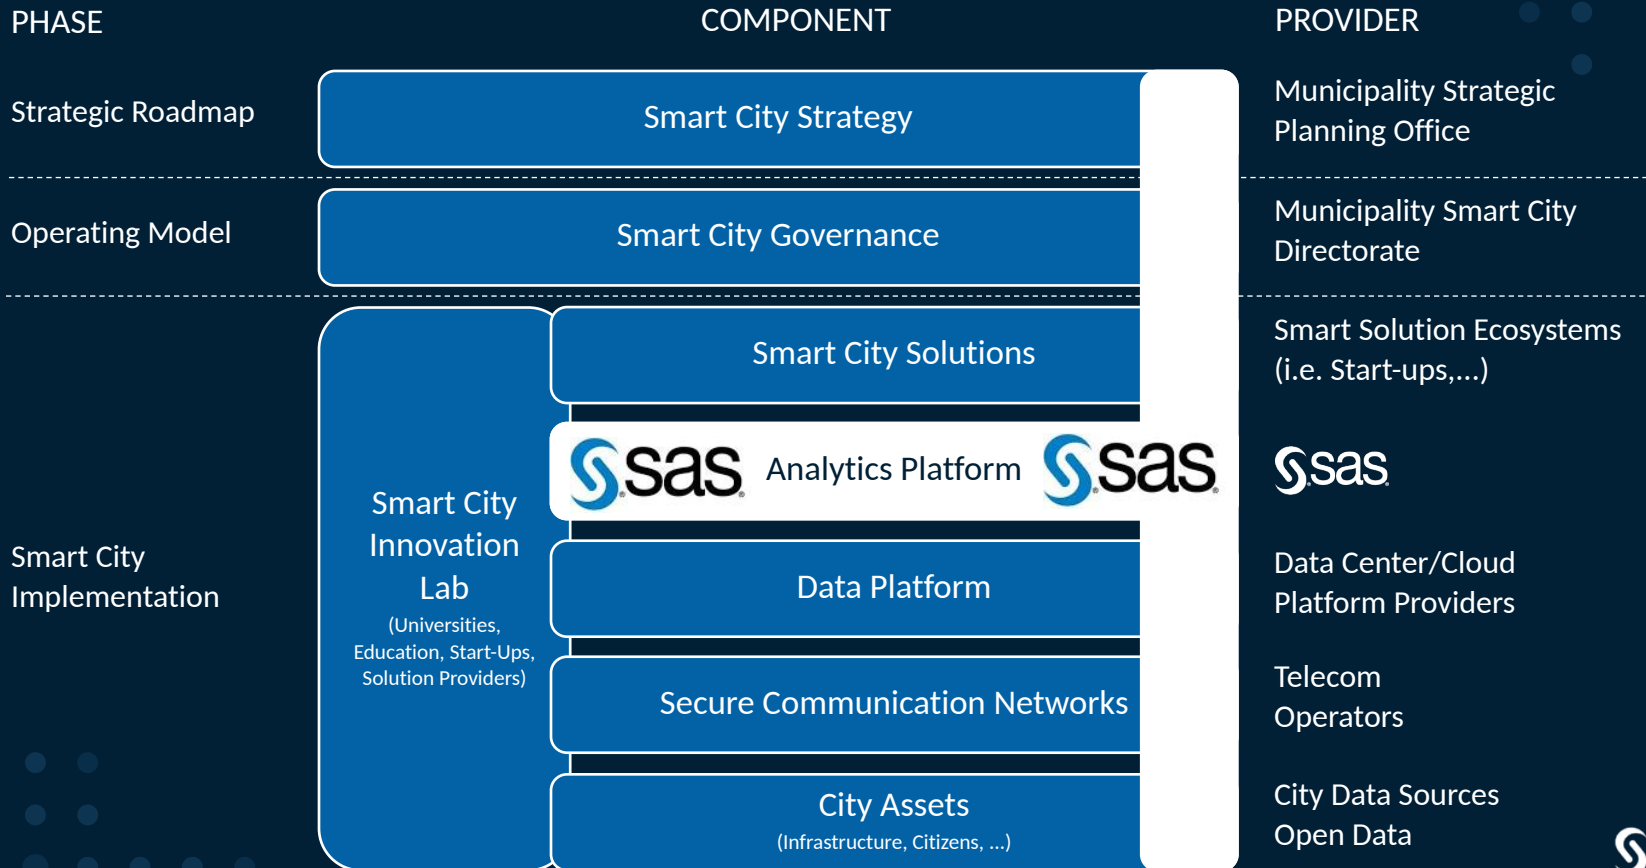 PHASE
COMPONENT
PROVIDER
Strategic Roadmap
Smart City Strategy
Municipality Strategic
Planning Office
Operating Model
Smart City Governance
Municipality Smart City
Directorate
Smart City
Implementation
Smart City
Innovation
Lab
(Universities,
Education, Start-Ups,
Solution Providers)
Smart City Solutions
Smart Solution Ecosystems
(i.e. Start-ups,...)
sas
Analytics Platform
sas
sas
Data Platform
Data Center/Cloud
Platform Providers
Secure Communication Networks
Telecom
Operators
City Assets
(Infrastructure, Citizens, ...)
City Data Sources
Open Data